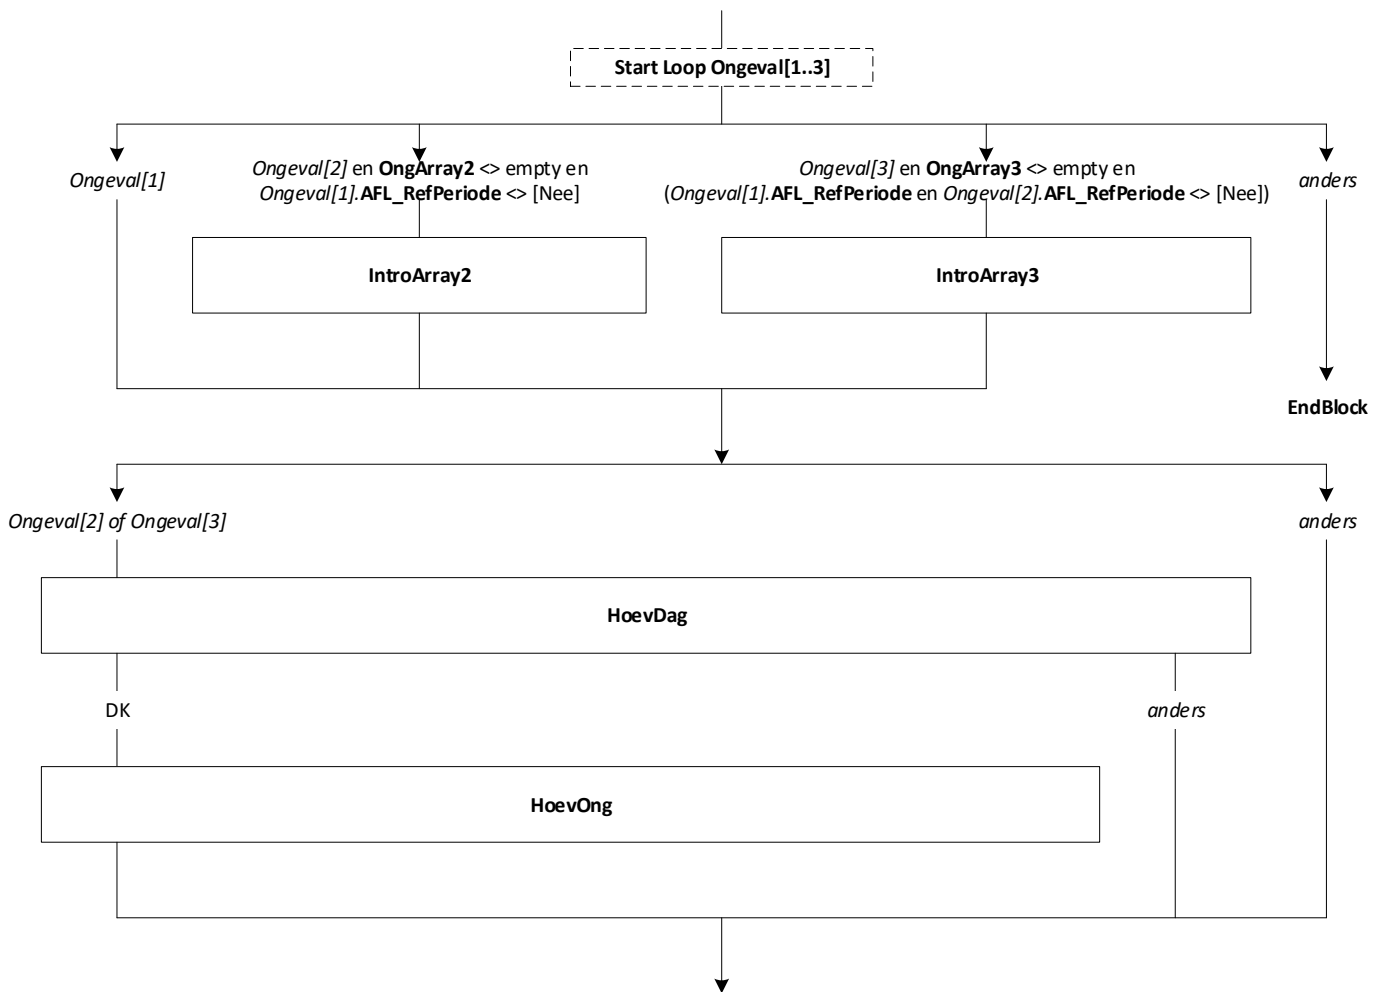 Start Loop Ongeval[1..3]
Ongeval[1]
Ongeval[2] en OngArray2 <> empty en
Ongeval[1].AFL_RefPeriode <> [Nee]
Ongeval[3] en OngArray3 <> empty en
(Ongeval[1].AFL_RefPeriode en Ongeval[2].AFL_RefPeriode <> [Nee])
anders
IntroArray2
IntroArray3
EndBlock
Ongeval[2] of Ongeval[3]
anders
HoevDag
DK
anders
HoevOng